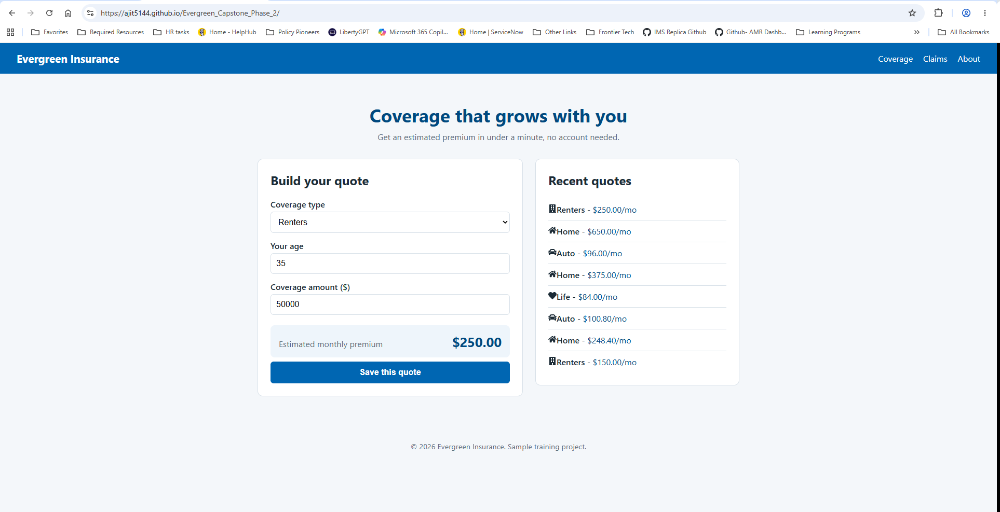 https://ajit5144.github.io/Evergreen_Capstone_Phase_2/
Favorites Required Resources HR tasks Home - HelpHub Policy Pioneers LibertyGPT Microsoft 365 Copil... Home | ServiceNow Other Links Frontier Tech IMS Replica Github Github- AMR Dashb... Learning Programs » All Bookmarks
Evergreen Insurance Coverage Claims About
Coverage that grows with you
Get an estimated premium in under a minute, no account needed.
Build your quote
Coverage type
Renters
Your age
35
Coverage amount ($)
50000
Estimated monthly premium $250.00
Save this quote
Recent quotes
Renters - $250.00/mo
Home - $650.00/mo
Auto - $96.00/mo
Home - $375.00/mo
Life - $84.00/mo
Auto - $100.80/mo
Home - $248.40/mo
Renters - $150.00/mo
© 2026 Evergreen Insurance. Sample training project.